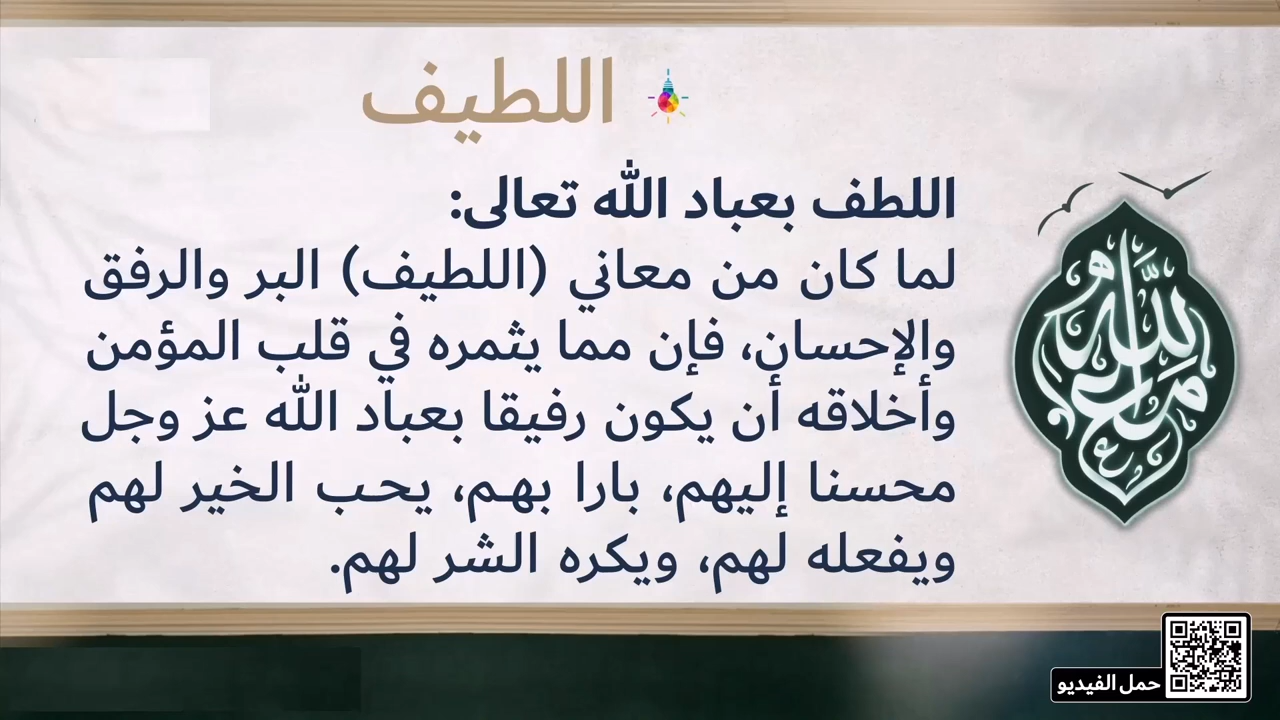 اللطيف
اللطف بعباد الله تعالى:
لما كان من معاني (اللطيف) البر والرفق
والإحسان، فإن مما يثمره في قلب المؤمن
وأخلاقه أن يكون رفيقا بعباد الله عز وجل
محسنا إليهم، بارا بهم، يحب الخير لهم
ويفعله لهم، ويكره الشر لهم.
حمل الفيديو